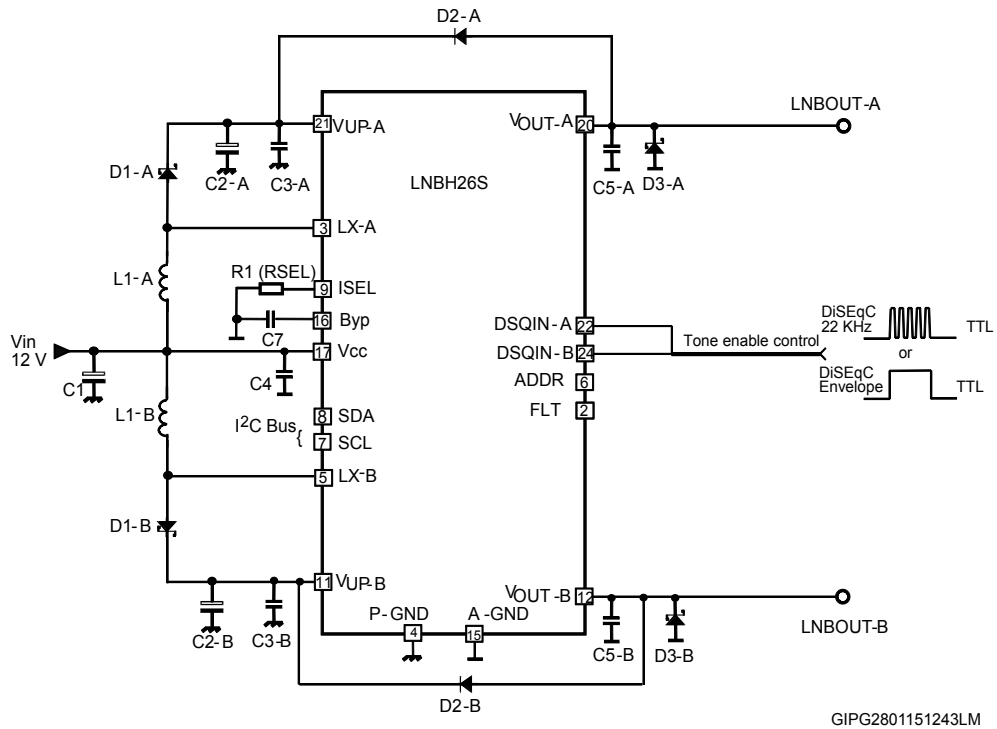 D2-A
LNBOUT-A
21
VUP-A
VOUT-A
20
D1-A
C2-A
C3-A
LNBH26S
C5-A
D3-A
3
LX-A
L1-A
R1 (RSEL)
9
ISEL
16
Byp
C7
Vin
12 V
17
Vcc
C1
C4
DSQIN-A
22
DSQIN-B
24
Tone enable control
DiSEqC
22 KHz
TTL
or
DiSEqC
Envelope
TTL
ADDR
6
FLT
2
L1-B
I2C Bus {
8
SDA
7
SCL
5
LX-B
D1-B
11
VUP-B
VOUT-B
12
P-GND
A-GND
4
15
C2-B
C3-B
C5-B
D3-B
LNBOUT-B
D2-B
GIPG2801151243LM